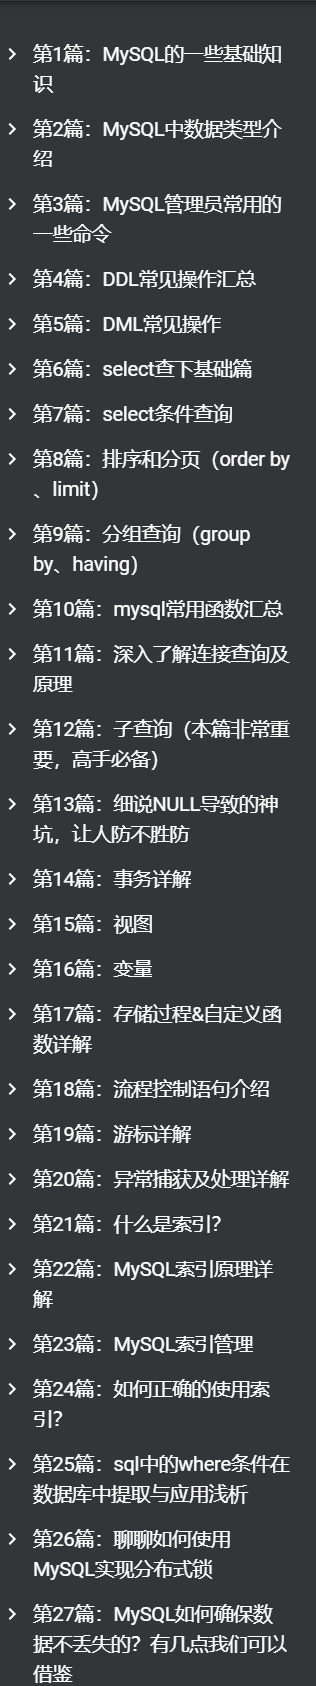 第1篇：MySQL的一些基础知
识
第2篇：MySQL中数据类型介
绍
第3篇：MySQL管理员常用的
一些命令
第4篇：DDL常见操作汇总
第5篇：DML常见操作
第6篇：select查下基础篇
第7篇：select条件查询
第8篇：排序和分页（order by
、limit）
第9篇：分组查询（group
by、having）
第10篇：mysql常用函数汇总
第11篇：深入了解连接查询及
原理
第12篇：子查询（本篇非常重
要，高手必备）
第13篇：细说NULL导致的神
坑，让人防不胜防
第14篇：事务详解
第15篇：视图
第16篇：变量
第17篇：存储过程&自定义函
数详解
第18篇：流程控制语句介绍
第19篇：游标详解
第20篇：异常捕获及处理详解
第21篇：什么是索引？
第22篇：MySQL索引原理详
解
第23篇：MySQL索引管理
第24篇：如何正确的使用索
引？
第25篇：sql中的where条件在
数据库中提取与应用浅析
第26篇：聊聊如何使用
MySQL实现分布式锁
第27篇：MySQL如何确保数
据不丢失的？有几点我们可以
借鉴